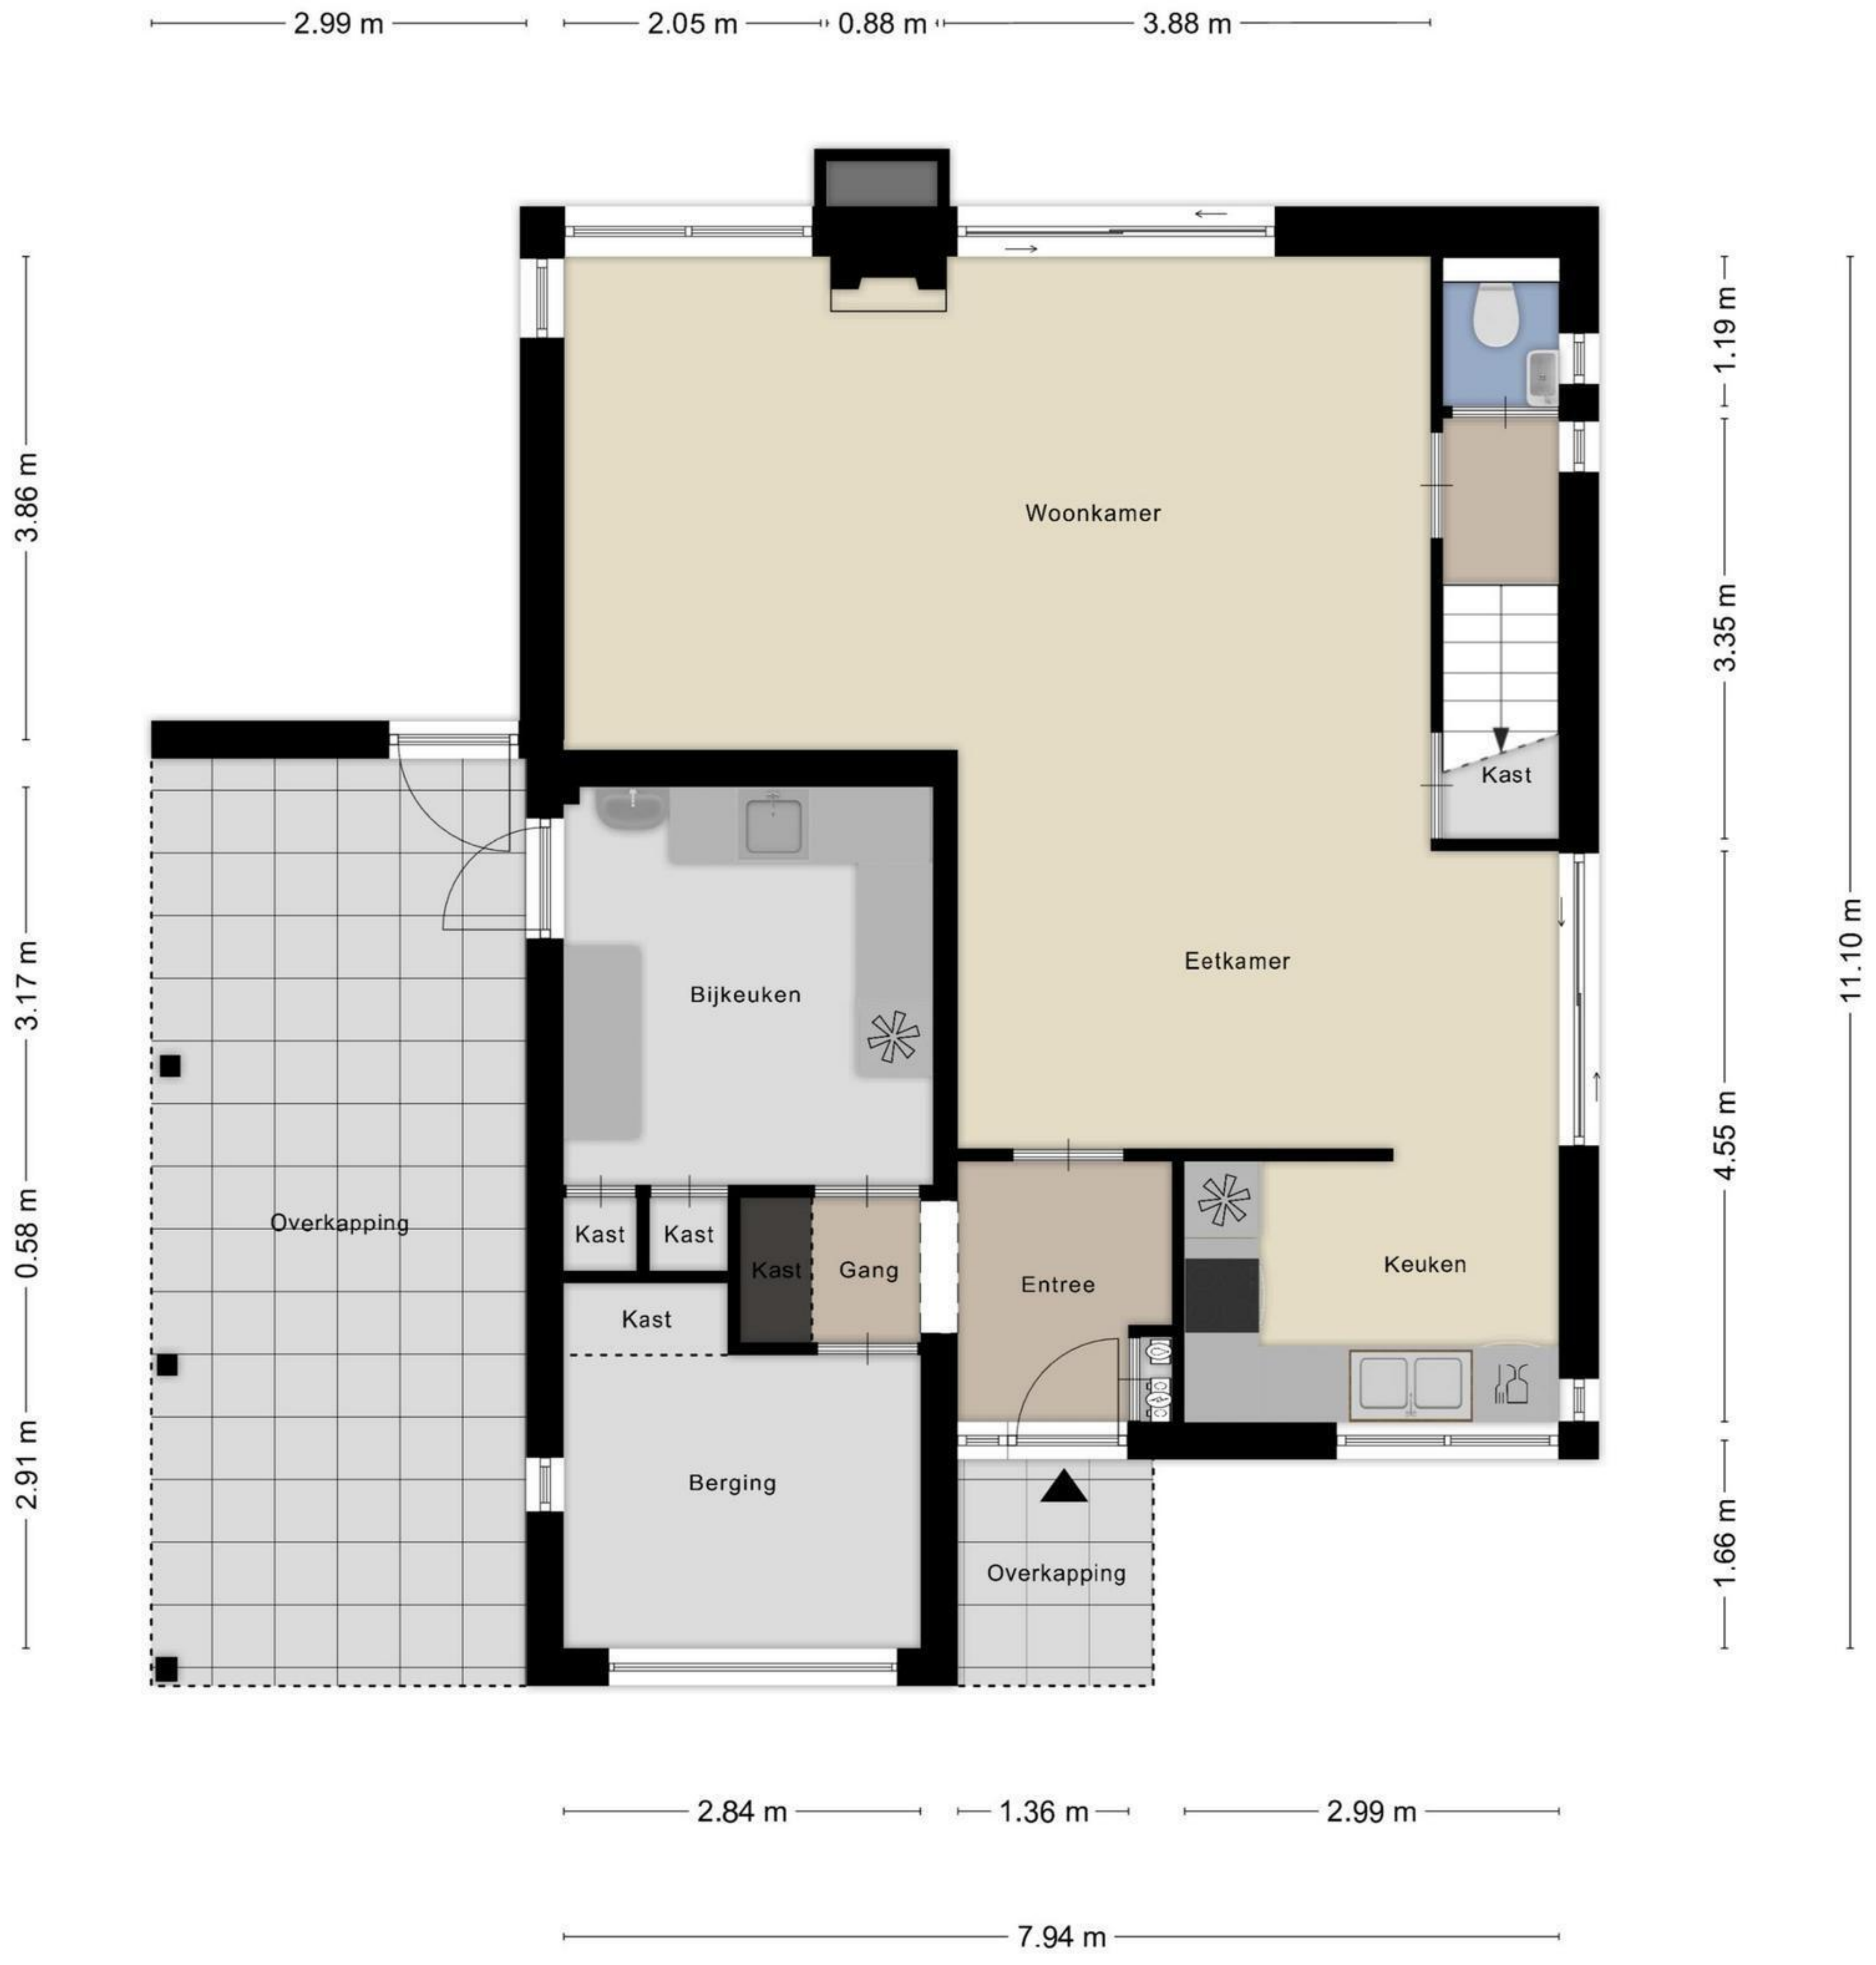 2.99 m
2.05 m
0.88 m
3.88 m
3.86 m
3.17 m
0.58 m
2.91 m
1.19 m
3.35 m
4.55 m
1.66 m
11.10 m
Woonkamer
Kast
Eetkamer
Bijkeuken
Overkapping
Kast
Kast
Kast
Gang
Entree
Keuken
Kast
Berging
Overkapping
2.84 m
1.36 m
2.99 m
7.94 m